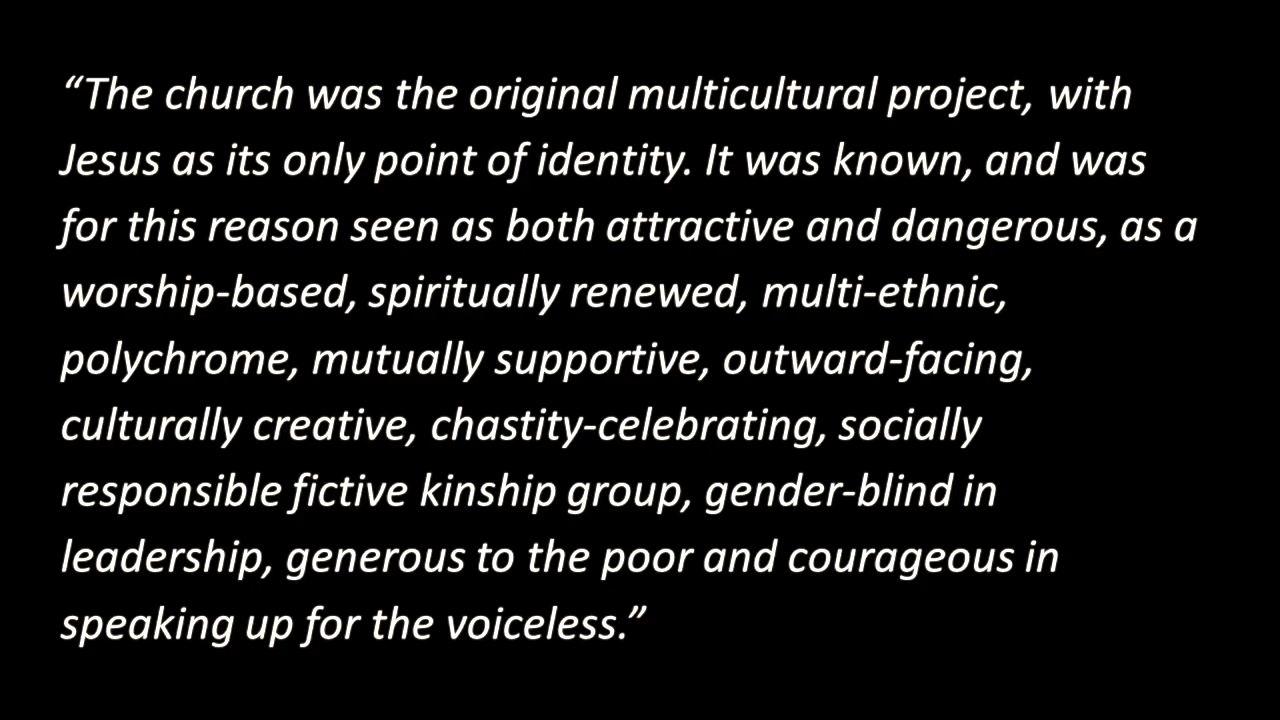 “The church was the original multicultural project, with
Jesus as its only point of identity. It was known, and was
for this reason seen as both attractive and dangerous, as a
worship-based, spiritually renewed, multi-ethnic,
polychrome, mutually supportive, outward-facing,
culturally creative, chastity-celebrating, socially
responsible fictive kinship group, gender-blind in
leadership, generous to the poor and courageous in
speaking up for the voiceless.”